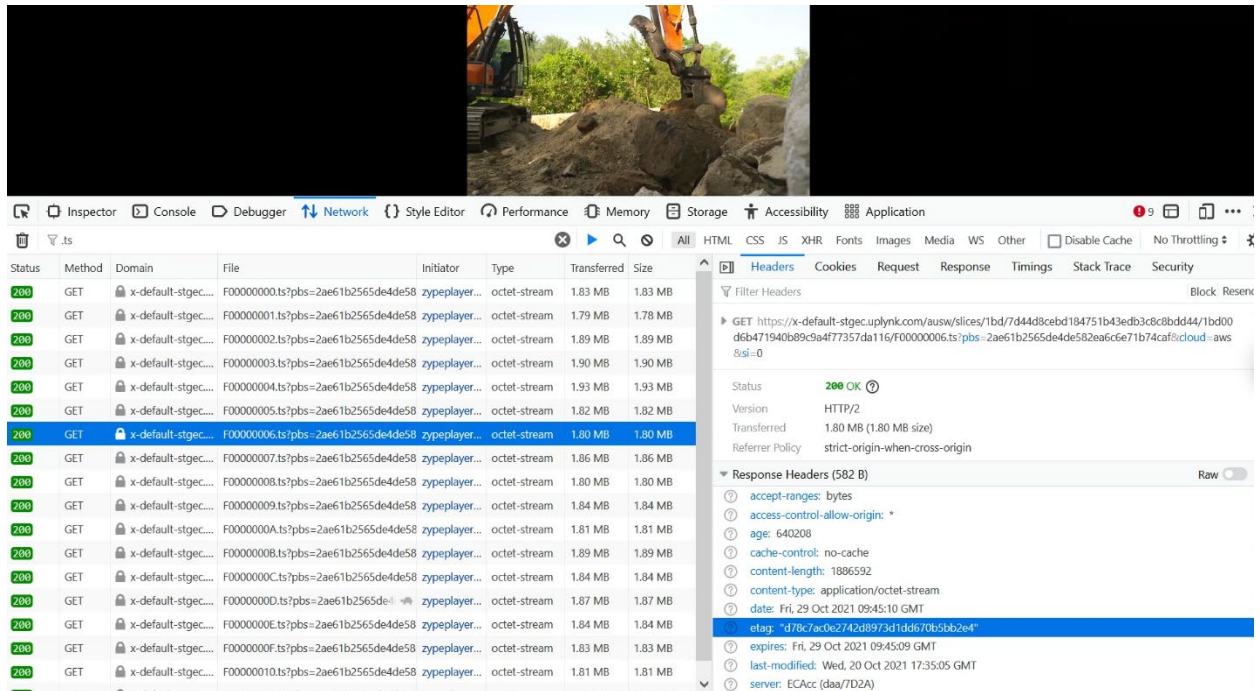 Inspector Console Debugger Network Style Editor Performance Memory Storage Accessibility Application 9
.ts All HTML CSS JS XHR Fonts Images Media WS Other Disable Cache No Throttling
Status Method Domain File Initiator Type Transferred Size
200 GET x-default-stgec.... F00000000.ts?pbs=2ae61b2565de4de58 zypeplayer... octet-stream 1.83 MB 1.83 MB
200 GET x-default-stgec.... F00000001.ts?pbs=2ae61b2565de4de58 zypeplayer... octet-stream 1.79 MB 1.78 MB
200 GET x-default-stgec.... F00000002.ts?pbs=2ae61b2565de4de58 zypeplayer... octet-stream 1.89 MB 1.89 MB
200 GET x-default-stgec.... F00000003.ts?pbs=2ae61b2565de4de58 zypeplayer... octet-stream 1.90 MB 1.90 MB
200 GET x-default-stgec.... F00000004.ts?pbs=2ae61b2565de4de58 zypeplayer... octet-stream 1.93 MB 1.93 MB
200 GET x-default-stgec.... F00000005.ts?pbs=2ae61b2565de4de58 zypeplayer... octet-stream 1.82 MB 1.82 MB
200 GET x-default-stgec.... F00000006.ts?pbs=2ae61b2565de4de58 zypeplayer... octet-stream 1.80 MB 1.80 MB
200 GET x-default-stgec.... F00000007.ts?pbs=2ae61b2565de4de58 zypeplayer... octet-stream 1.86 MB 1.86 MB
200 GET x-default-stgec.... F00000008.ts?pbs=2ae61b2565de4de58 zypeplayer... octet-stream 1.80 MB 1.80 MB
200 GET x-default-stgec.... F00000009.ts?pbs=2ae61b2565de4de58 zypeplayer... octet-stream 1.84 MB 1.84 MB
200 GET x-default-stgec.... F0000000A.ts?pbs=2ae61b2565de4de58 zypeplayer... octet-stream 1.81 MB 1.81 MB
200 GET x-default-stgec.... F0000000B.ts?pbs=2ae61b2565de4de58 zypeplayer... octet-stream 1.89 MB 1.89 MB
200 GET x-default-stgec.... F0000000C.ts?pbs=2ae61b2565de4de58 zypeplayer... octet-stream 1.84 MB 1.84 MB
200 GET x-default-stgec.... F0000000D.ts?pbs=2ae61b2565de4 zypeplayer... octet-stream 1.87 MB 1.87 MB
200 GET x-default-stgec.... F0000000E.ts?pbs=2ae61b2565de4de58 zypeplayer... octet-stream 1.84 MB 1.84 MB
200 GET x-default-stgec.... F0000000F.ts?pbs=2ae61b2565de4de58 zypeplayer... octet-stream 1.83 MB 1.83 MB
200 GET x-default-stgec.... F00000010.ts?pbs=2ae61b2565de4de58 zypeplayer... octet-stream 1.81 MB 1.81 MB
Headers Cookies Request Response Timings Stack Trace Security
Filter Headers Block Resend
GET https://x-default-stgec.uplynk.com/ausw/slices/1bd/7d44d8cebd184751b43edb3c8c8bdd44/1bd00
d6b471940b89c9a4f77357da116/F00000006.ts?pbs=2ae61b2565de4de582ea6c6e71b74caf&cloud=aws
&si=0
Status 200 OK
Version HTTP/2
Transferred 1.80 MB (1.80 MB size)
Referrer Policy strict-origin-when-cross-origin
Response Headers (582 B) Raw
accept-ranges: bytes
access-control-allow-origin: *
age: 640208
cache-control: no-cache
content-length: 1886592
content-type: application/octet-stream
date: Fri, 29 Oct 2021 09:45:10 GMT
etag: "d78c7ac0e2742d8973d1dd670b5bb2e4"
expires: Fri, 29 Oct 2021 09:45:09 GMT
last-modified: Wed, 20 Oct 2021 17:35:05 GMT
server: ECAcc (daa/7D2A)